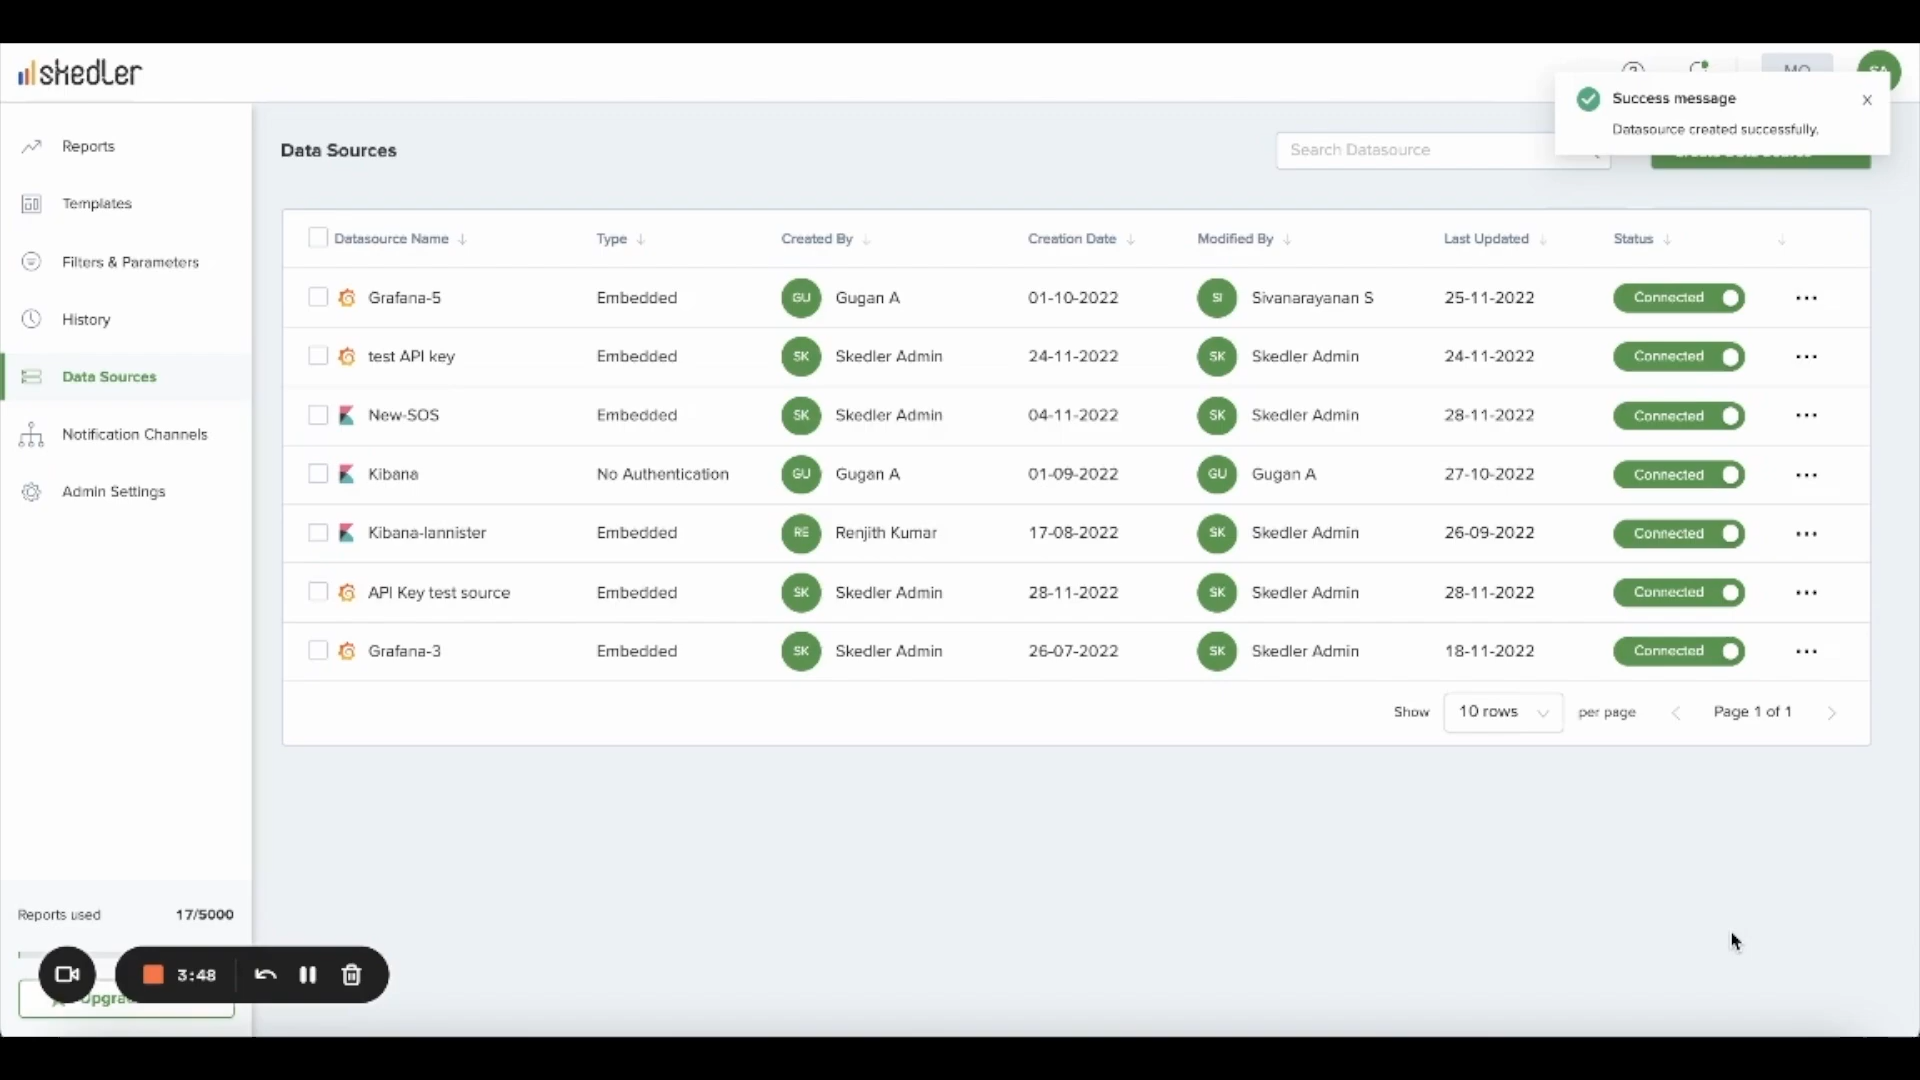 skedler
Success message
Datasource created successfully.
Reports
Templates
Filters & Parameters
History
Data Sources
Notification Channels
Admin Settings
Data Sources
Search Datasource
Datasource Name Type Created By Creation Date Modified By Last Updated Status
Grafana-5 Embedded GU Gugan A 01-10-2022 SI Sivanarayanan S 25-11-2022 Connected
test API key Embedded SK Skedler Admin 24-11-2022 SK Skedler Admin 24-11-2022 Connected
New-SOS Embedded SK Skedler Admin 04-11-2022 SK Skedler Admin 28-11-2022 Connected
Kibana No Authentication GU Gugan A 01-09-2022 GU Gugan A 27-10-2022 Connected
Kibana-lannister Embedded RE Renjith Kumar 17-08-2022 SK Skedler Admin 26-09-2022 Connected
API Key test source Embedded SK Skedler Admin 28-11-2022 SK Skedler Admin 28-11-2022 Connected
Grafana-3 Embedded SK Skedler Admin 26-07-2022 SK Skedler Admin 18-11-2022 Connected
Show 10 rows per page Page 1 of 1
Reports used 17/5000
3:48